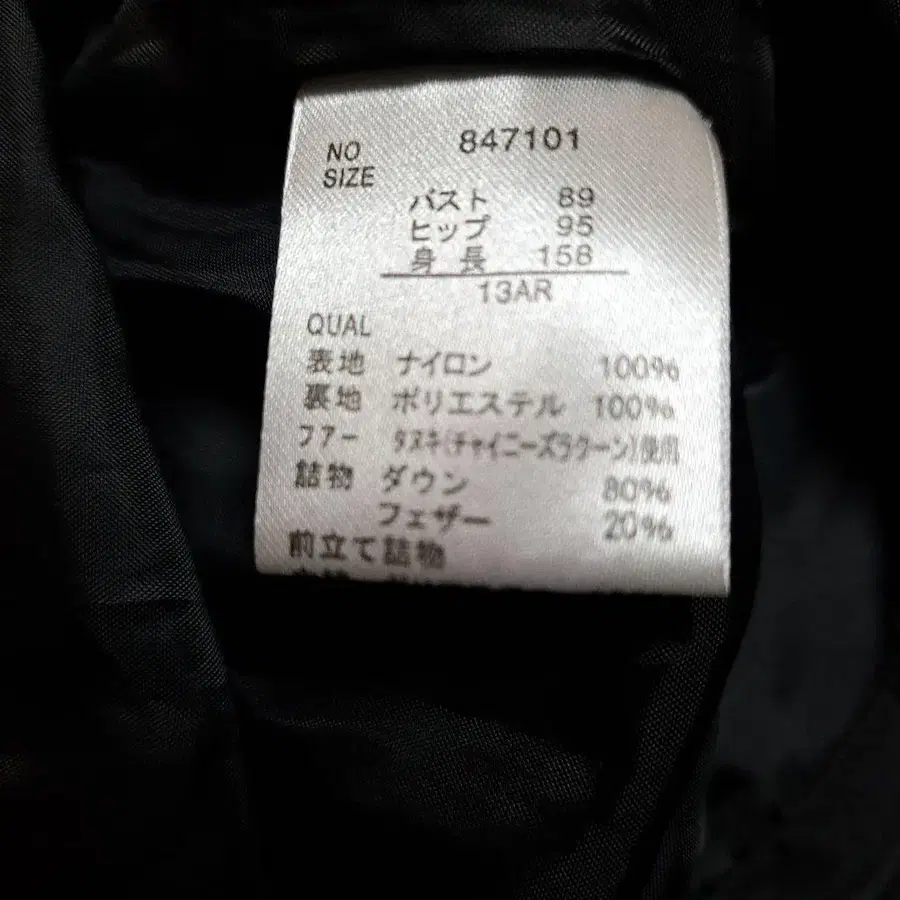 NO 847101
SIZE
バスト 89
ヒップ 95
身長 158
13AR
QUAL
表地 ナイロン 100%
裏地 ポリエステル 100%
ファー タヌキ(チャイニーズラクーン)使用
詰物 ダウン 80%
フェザー 20%
前立て詰物